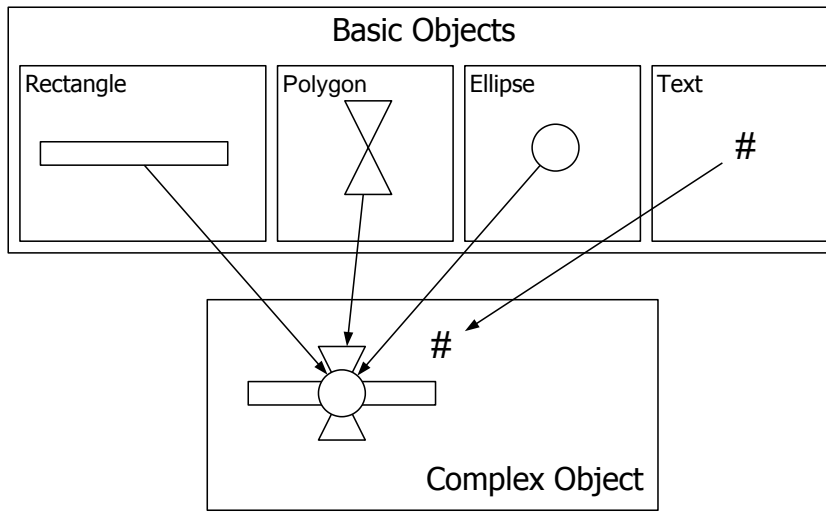 Basic Objects
Rectangle
Polygon
Ellipse
Text
#
#
Complex Object